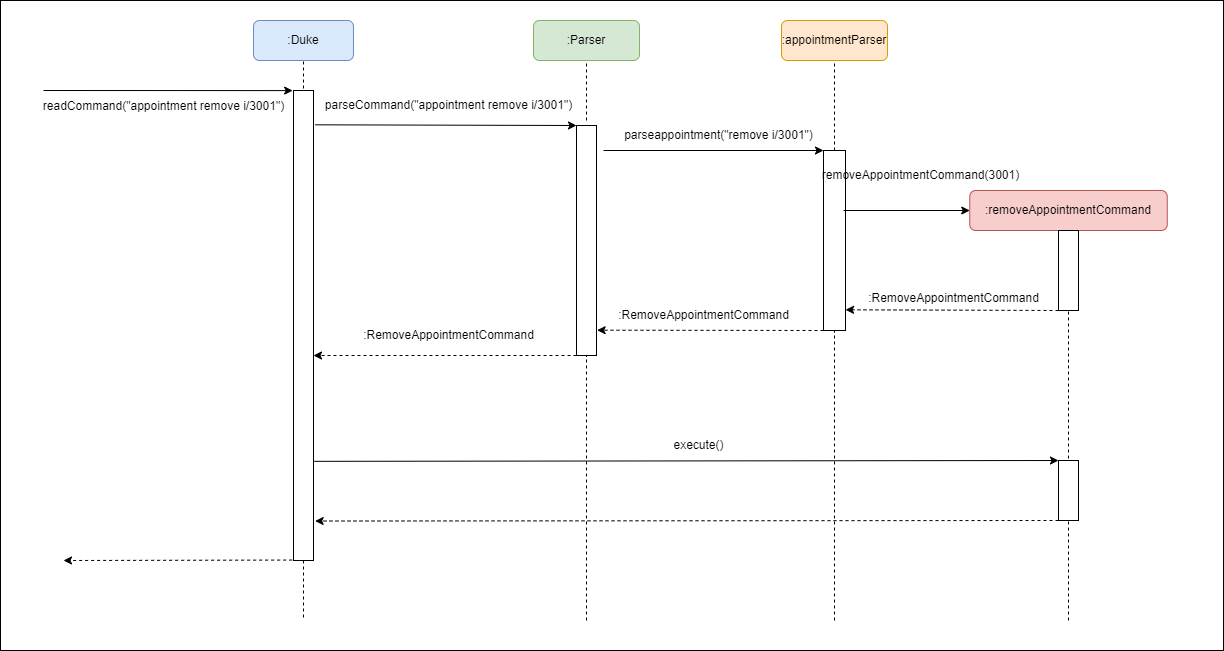 :Duke
:Parser
:appointmentParser
readCommand("appointment remove i/3001")
parseCommand("appointment remove i/3001")
parseappointment("remove i/3001")
removeAppointmentCommand(3001)
:removeAppointmentCommand
:RemoveAppointmentCommand
:RemoveAppointmentCommand
:RemoveAppointmentCommand
execute()